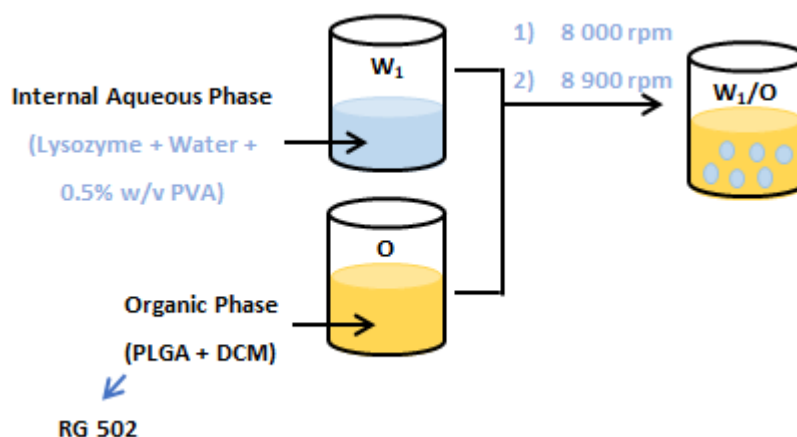 W₁
Internal Aqueous Phase
(Lysozyme + Water +
0.5% w/v PVA)
1) 8 000 rpm
2) 8 900 rpm
W₁/O
O
Organic Phase
(PLGA + DCM)
RG 502